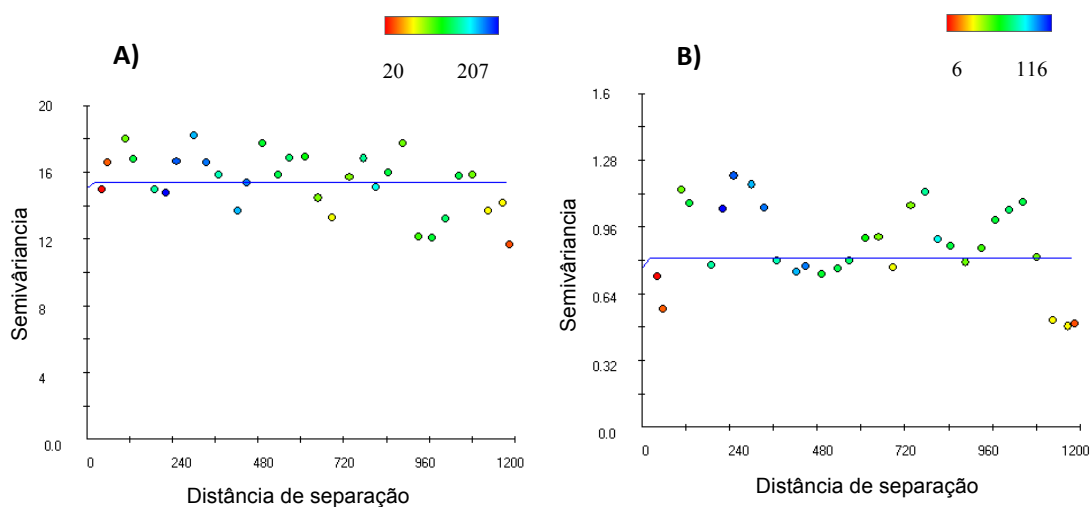 A)
20 207
20
16
12
8
4
0.0
Semiváriancia
0 240 480 720 960 1200
Distância de separação
B)
6 116
1.6
1.28
0.96
0.64
0.32
0.0
Semiváriancia
0 240 480 720 960 1200
Distância de separação